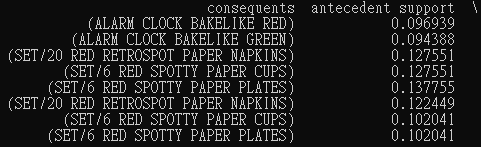 consequents  antecedent support  \
(ALARM CLOCK BAKELIKE RED)  0.096939
(ALARM CLOCK BAKELIKE GREEN)  0.094388
(SET/20 RED RETROSPOT PAPER NAPKINS)  0.127551
(SET/6 RED SPOTTY PAPER CUPS)  0.127551
(SET/6 RED SPOTTY PAPER PLATES)  0.137755
(SET/20 RED RETROSPOT PAPER NAPKINS)  0.122449
(SET/6 RED SPOTTY PAPER CUPS)  0.102041
(SET/6 RED SPOTTY PAPER PLATES)  0.102041